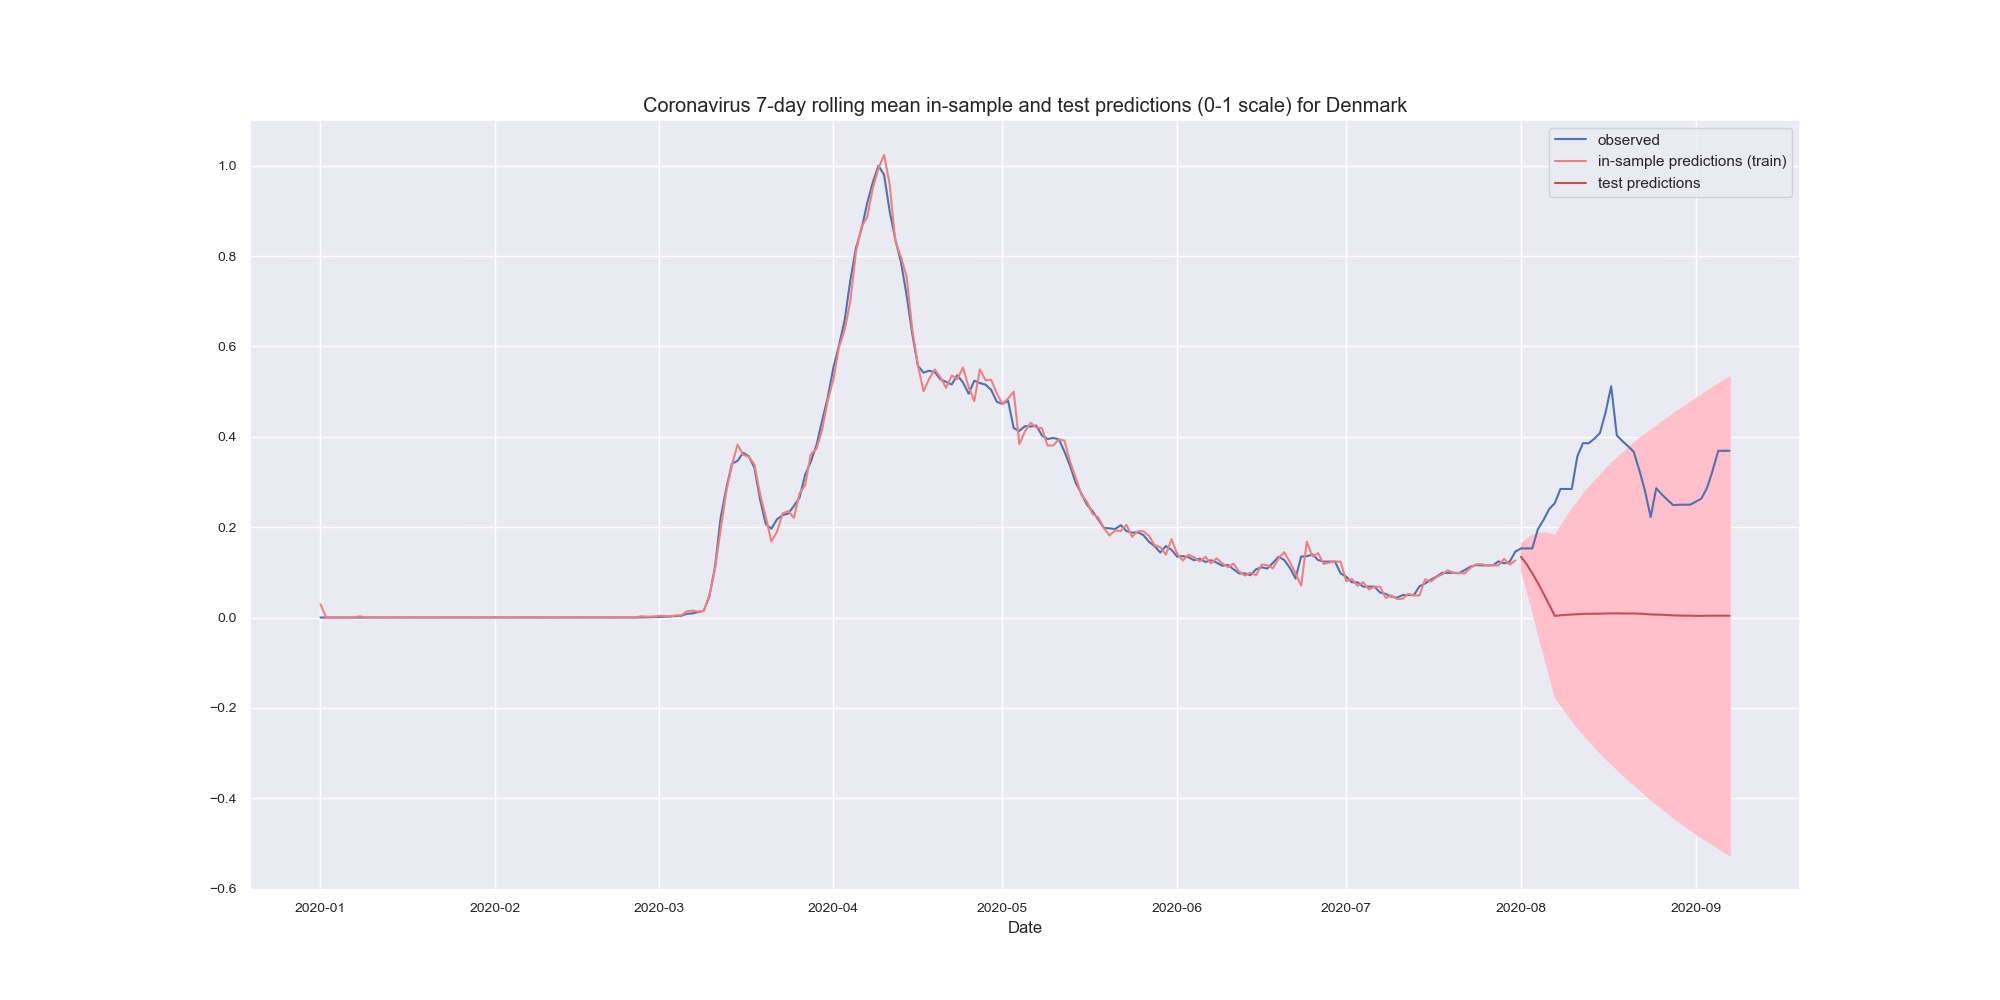 Coronavirus 7-day rolling mean in-sample and test predictions (0-1 scale) for Denmark
observed
in-sample predictions (train)
test predictions
1.0
0.8
0.6
0.4
0.2
0.0
−0.2
−0.4
−0.6
2020-01 2020-02 2020-03 2020-04 2020-05 2020-06 2020-07 2020-08 2020-09
Date